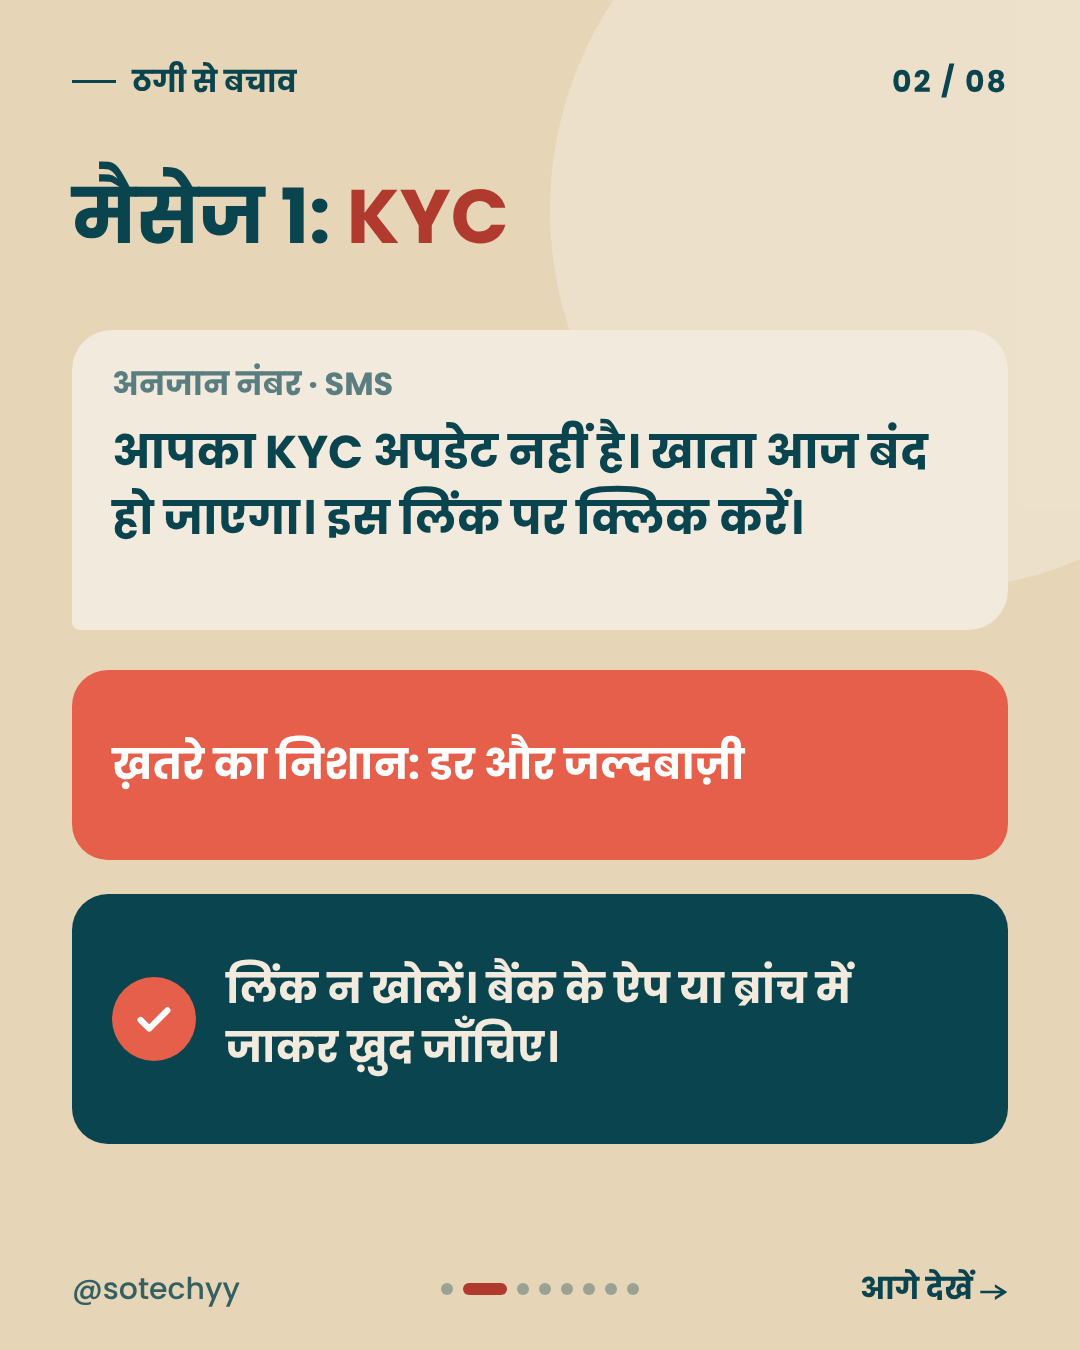 ठगी से बचाव
02 / 08
मैसेज 1: KYC
अनजान नंबर · SMS
आपका KYC अपडेट नहीं है। खाता आज बंद
हो जाएगा। इस लिंक पर क्लिक करें।
ख़तरे का निशान: डर और जल्दबाज़ी
लिंक न खोलें। बैंक के ऐप या ब्रांच में
जाकर ख़ुद जाँचिए।
@sotechyy
आगे देखें →